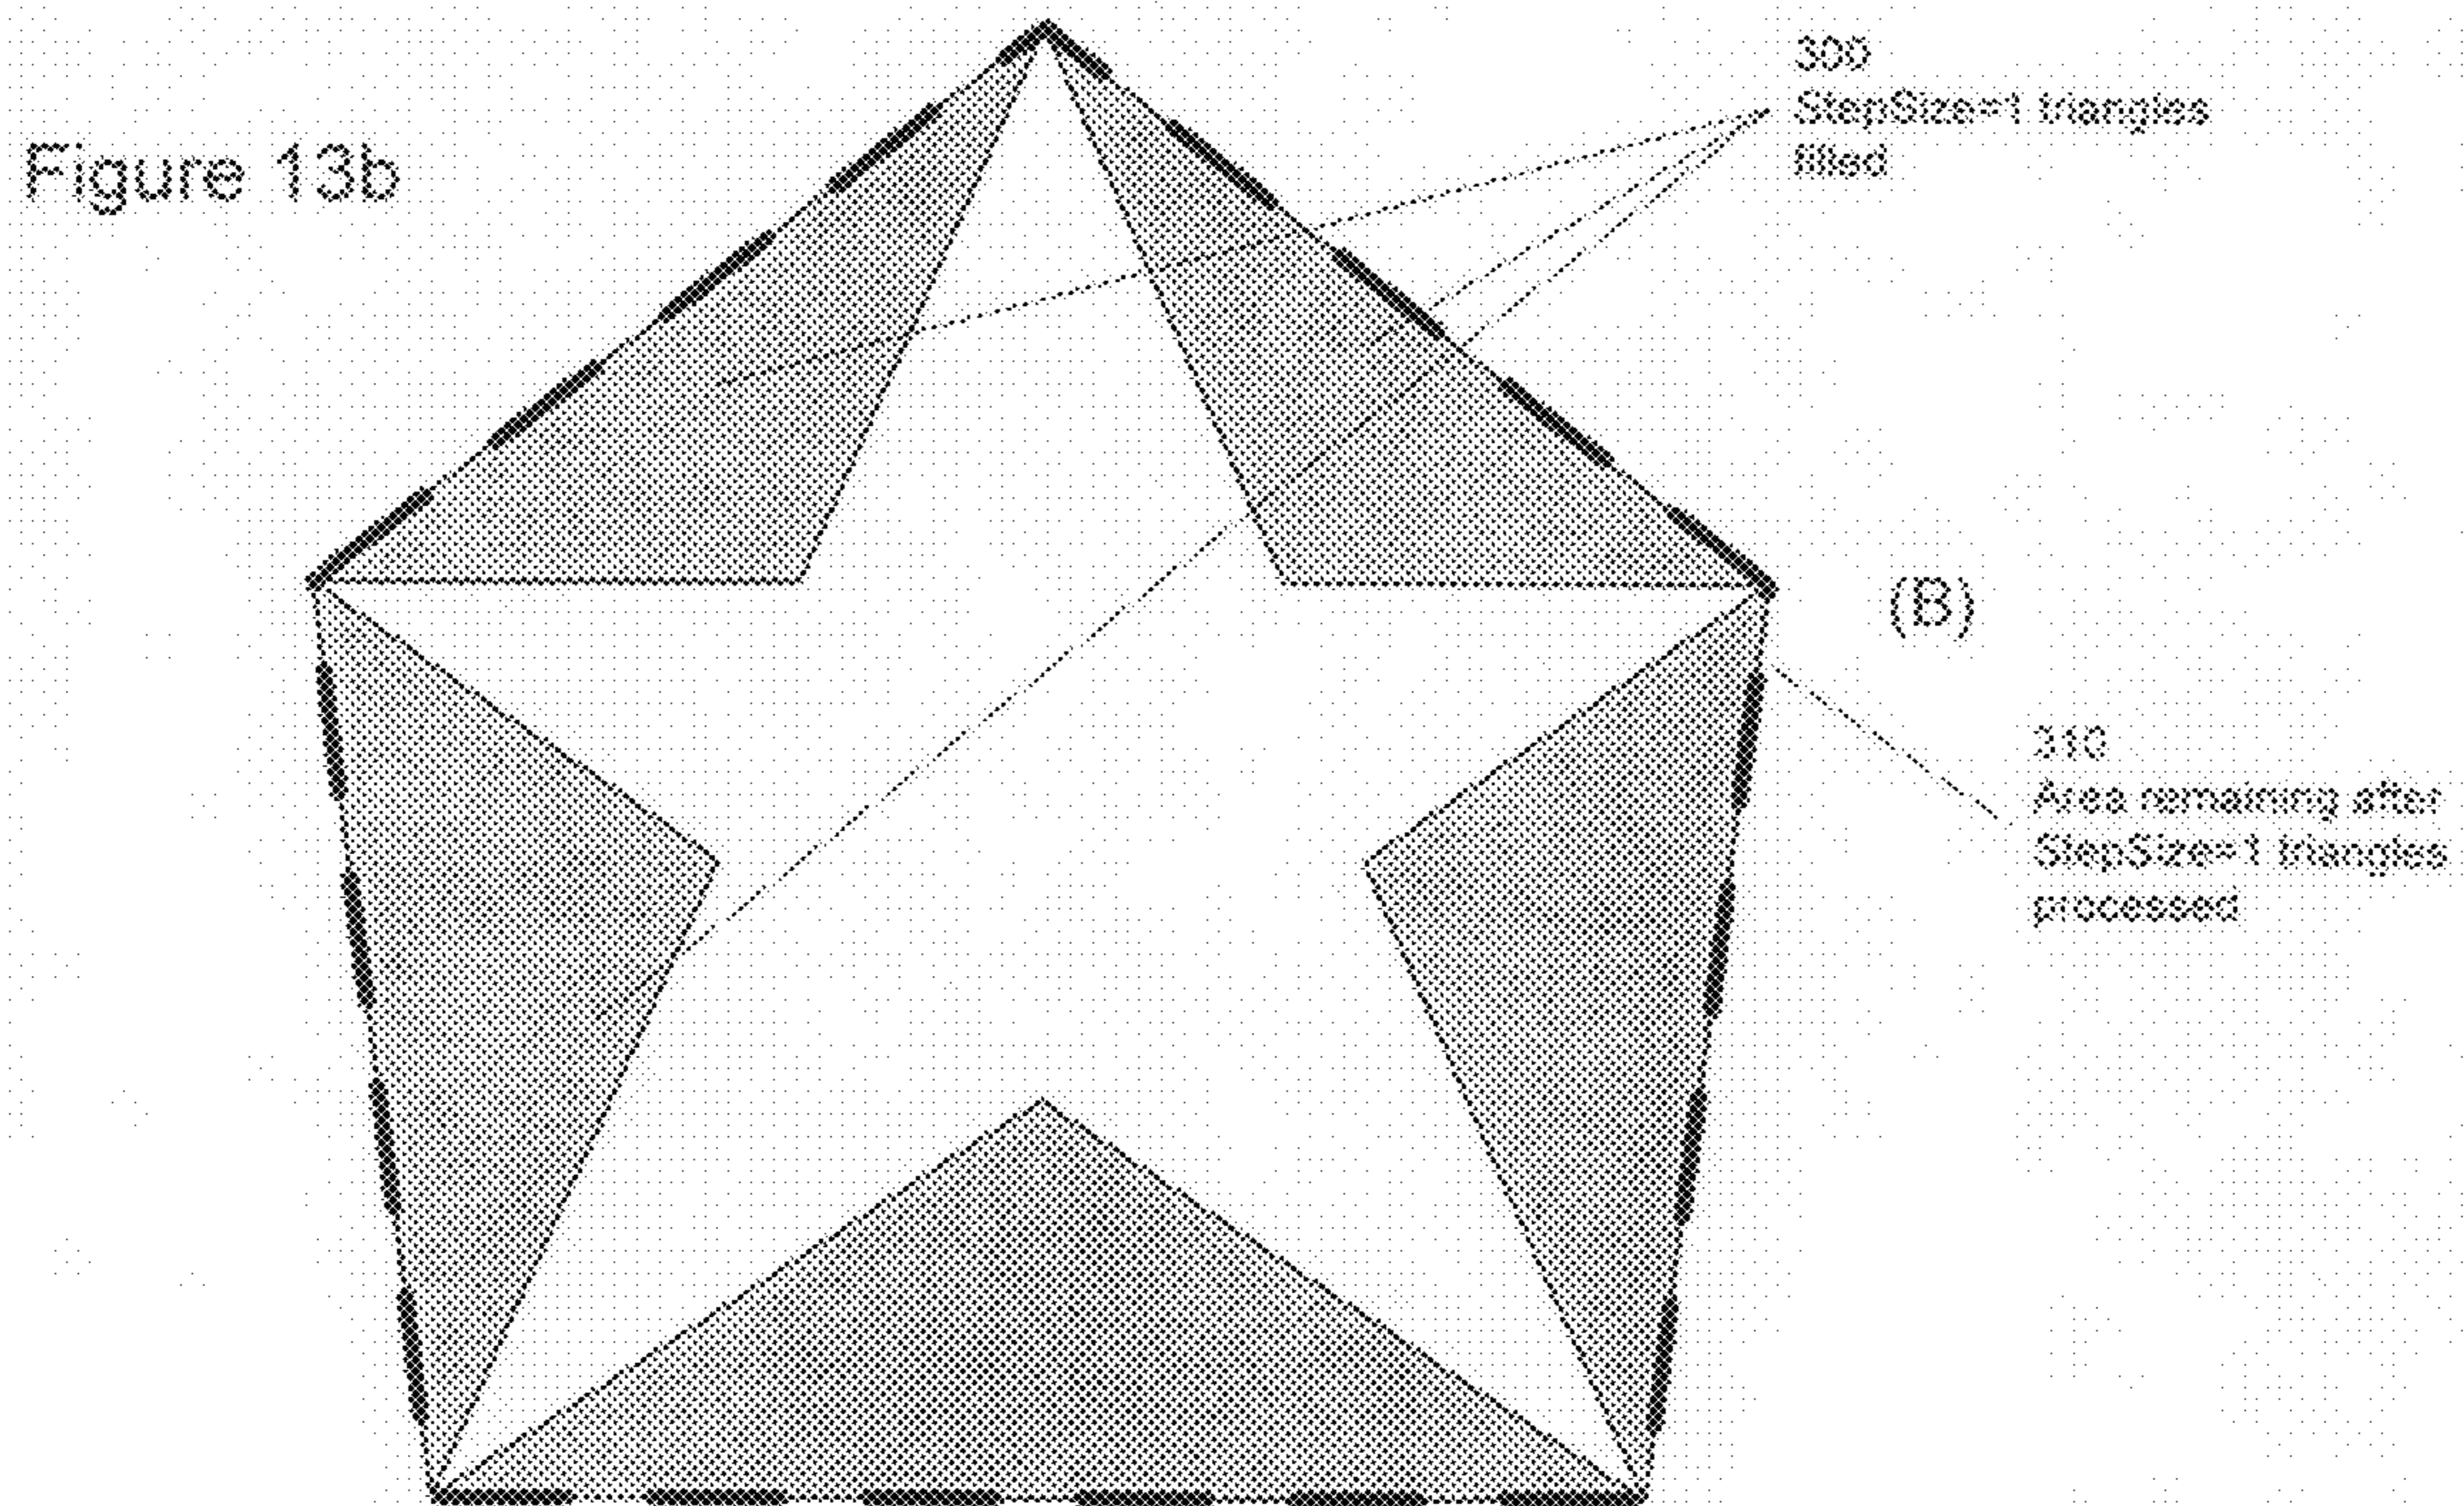 Figure 13b
300
StepSize=1 triangles
filled
(B)
310
Area remaining after
StepSize=1 triangles
processed